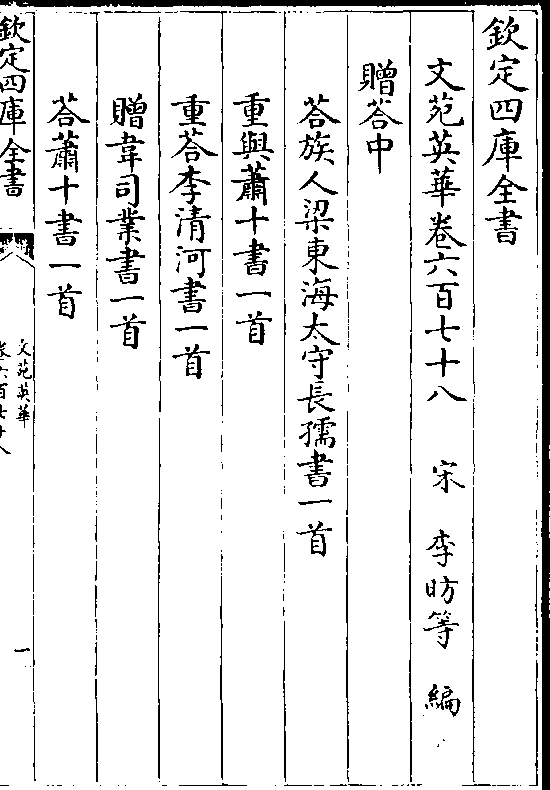 欽定四庫全書
文苑英華卷六百七十八　宋　李昉等　編
贈荅中
荅族人梁東海太守長孺書一首
重與蕭十書一首
重荅李清河書一首
贈韋司業書一首
荅蕭十書一首
欽定四庫全書
文苑英華
卷六百七十八
一